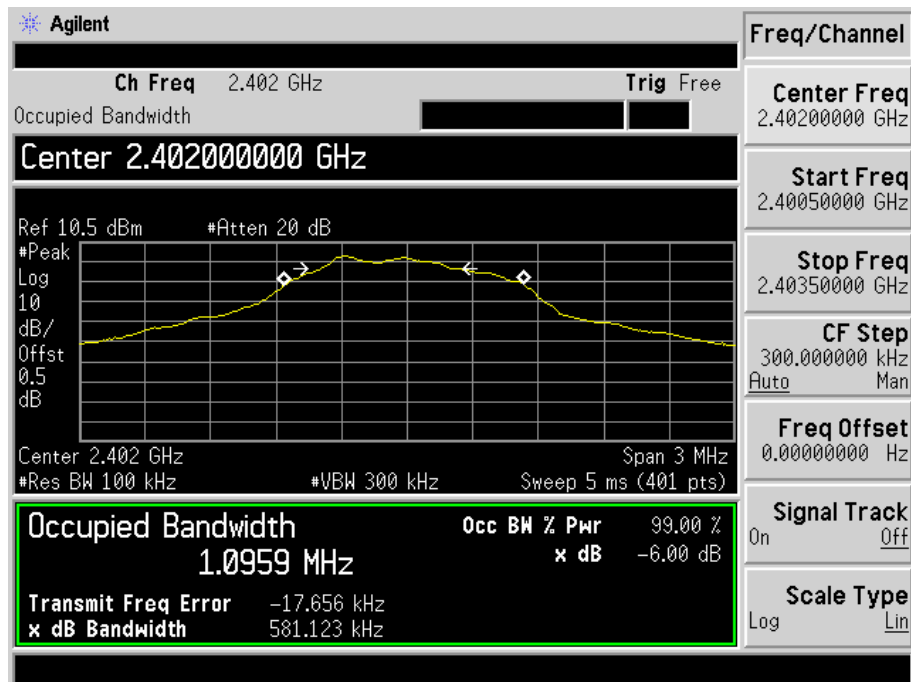 Agilent
Freq/Channel
Ch Freq 2.402 GHz Trig Free
Occupied Bandwidth
Center 2.402000000 GHz
Ref 10.5 dBm #Atten 20 dB
#Peak
Log
10
dB/
Offst
0.5
dB
Center 2.402 GHz Span 3 MHz
#Res BW 100 kHz #VBW 300 kHz Sweep 5 ms (401 pts)
Occupied Bandwidth Occ BW % Pwr 99.00 %
1.0959 MHz x dB -6.00 dB
Transmit Freq Error -17.656 kHz
x dB Bandwidth 581.123 kHz
Center Freq
2.40200000 GHz
Start Freq
2.40050000 GHz
Stop Freq
2.40350000 GHz
CF Step
300.000000 kHz
Auto Man
Freq Offset
0.00000000 Hz
Signal Track
On Off
Scale Type
Log Lin